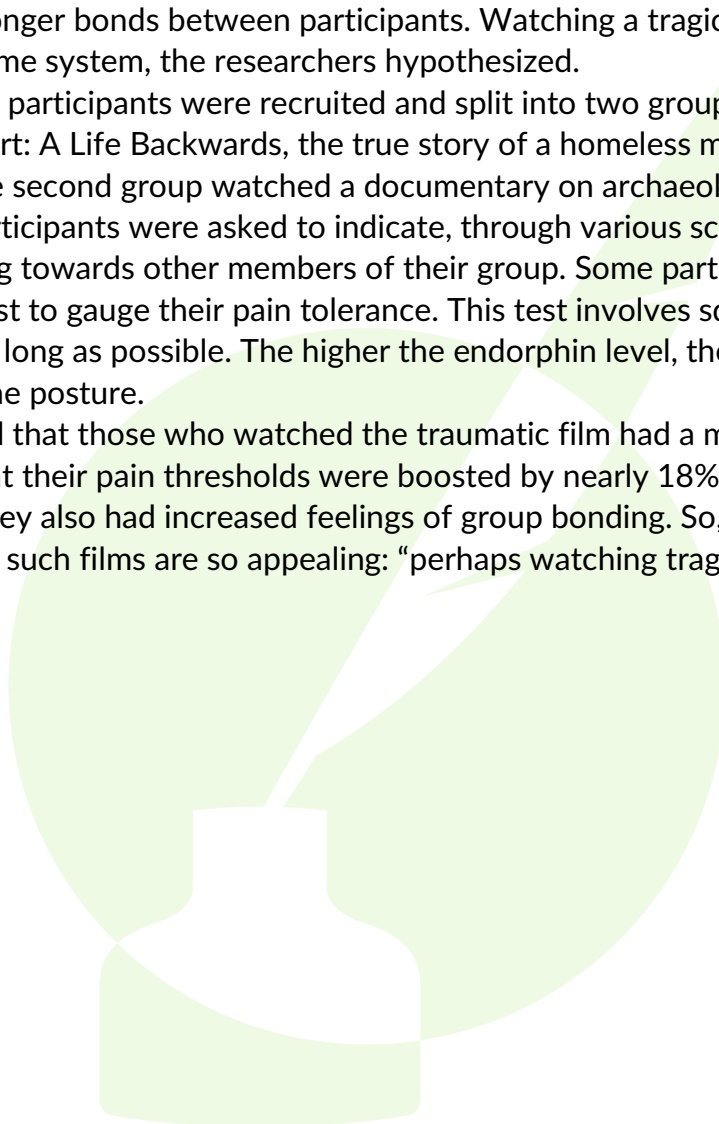 onger bonds between participants. Watching a tragic
me system, the researchers hypothesized.
participants were recruited and split into two group
rt: A Life Backwards, the true story of a homeless m
e second group watched a documentary on archaeol
rticipants were asked to indicate, through various sc
g towards other members of their group. Some part
st to gauge their pain tolerance. This test involves sq
long as possible. The higher the endorphin level, the
ne posture.
d that those who watched the traumatic film had a m
at their pain thresholds were boosted by nearly 18%
ey also had increased feelings of group bonding. So,
such films are so appealing: “perhaps watching trag